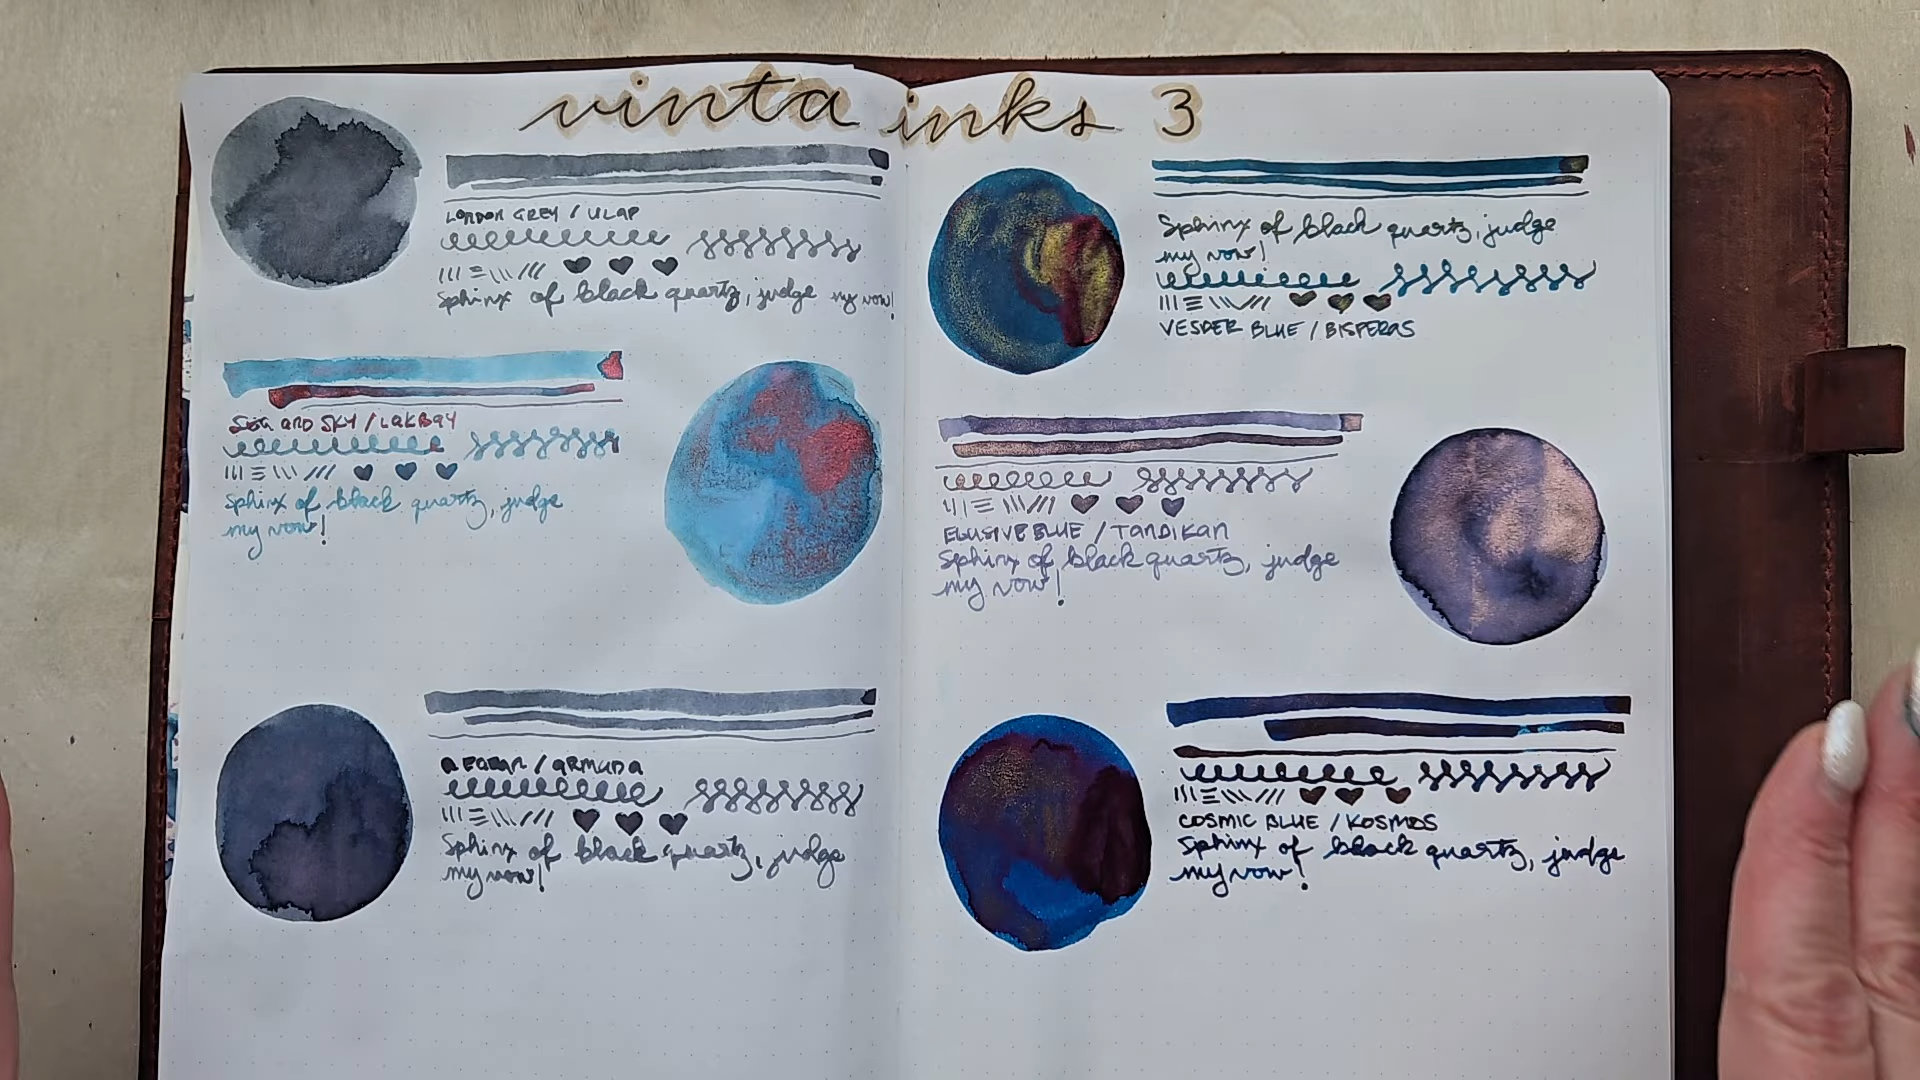 vinta inks 3
LONDON GREY / ULAP
Sphinx of black quartz, judge my vow!
SEA AND SKY / LAKBAY
Sphinx of black quartz, judge
my vow!
/ ARMADA
Sphinx of black quartz, judge
my vow!
Sphinx of black quartz, judge
my vow!
VESPER BLUE / BISPERAS
ELUSIVE BLUE / TANDIKAN
Sphinx of black quartz, judge
my vow!
COSMIC BLUE / KOSMOS
Sphinx of black quartz, judge
my vow!